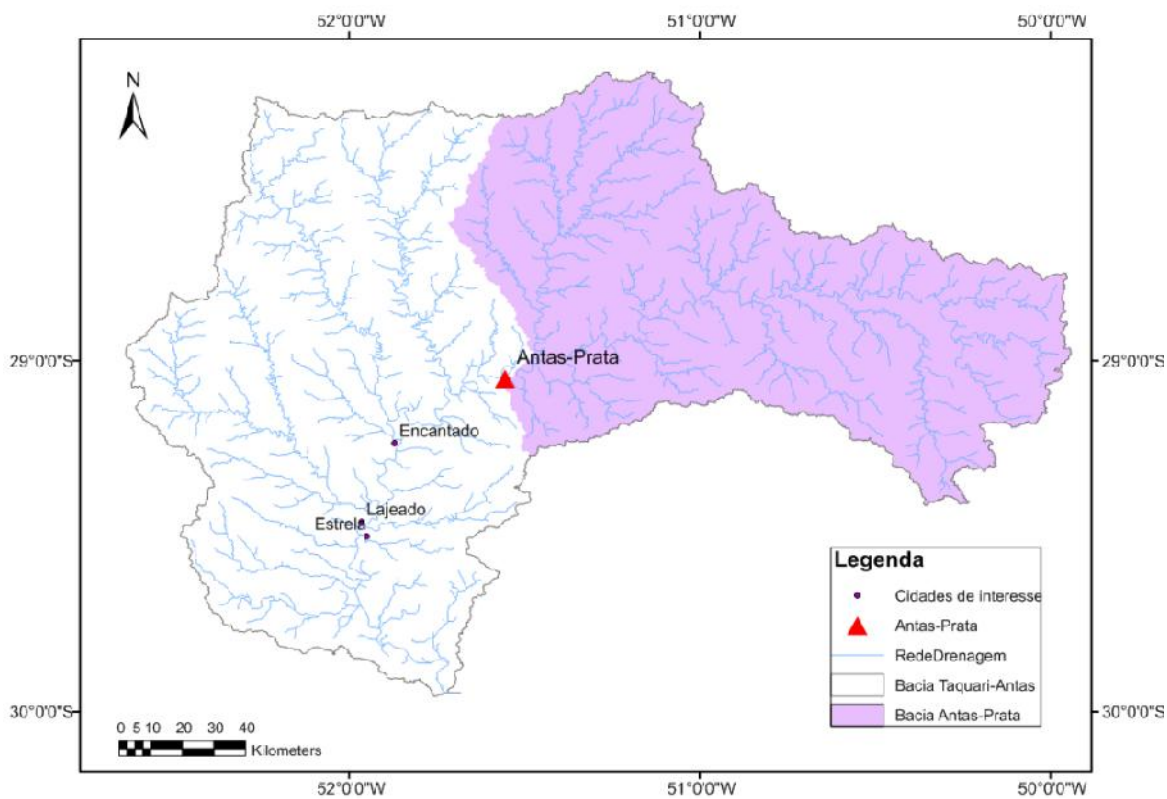 52°0'0"W 51°0'0"W 50°0'0"W
N
29°0'0"S 29°0'0"S
Antas-Prata
Encantado
Lajeado
Estrela
Legenda
Cidades de interesse
Antas-Prata
RedeDrenagem
Bacia Taquari-Antas
Bacia Antas-Prata
30°0'0"S 30°0'0"S
0 5 10 20 30 40
Kilometers
52°0'0"W 51°0'0"W 50°0'0"W